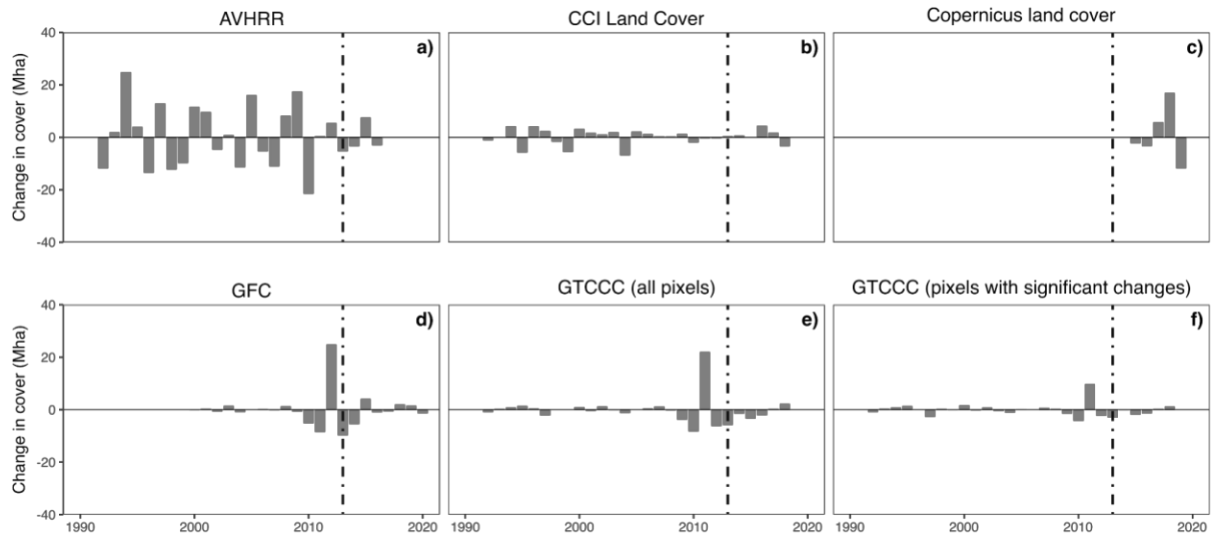 AVHRR
CCI Land Cover
Copernicus land cover
a)
b)
c)
Change in cover (Mha)
40
20
0
-20
-40
GFC
GTCCC (all pixels)
GTCCC (pixels with significant changes)
d)
e)
f)
Change in cover (Mha)
40
20
0
-20
-40
1990
2000
2010
2020
1990
2000
2010
2020
1990
2000
2010
2020